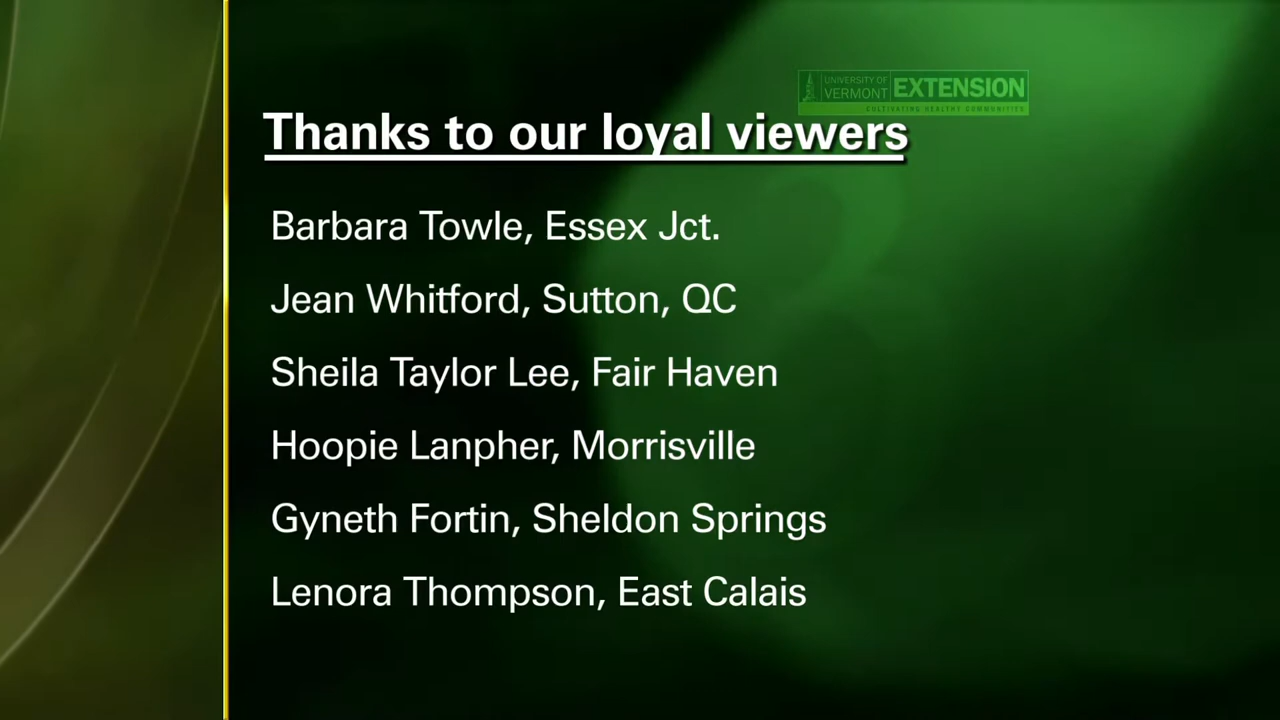 UNIVERSITY OF
VERMONT EXTENSION
CULTIVATING HEALTHY COMMUNITIES
Thanks to our loyal viewers
Barbara Towle, Essex Jct.
Jean Whitford, Sutton, QC
Sheila Taylor Lee, Fair Haven
Hoopie Lanpher, Morrisville
Gyneth Fortin, Sheldon Springs
Lenora Thompson, East Calais